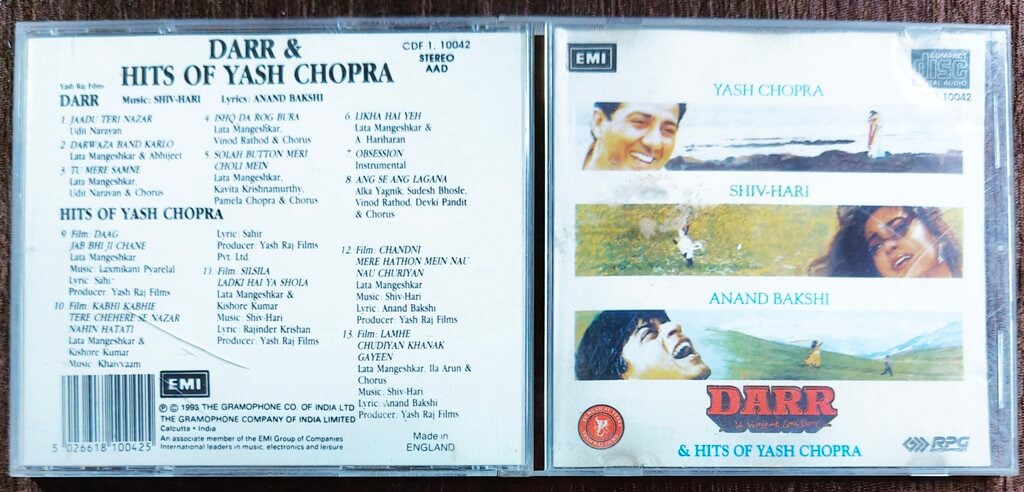 DARR &
HITS OF YASH CHOPRA
CDF 1. 10042
STEREO
AAD
Yash Raj Films
DARR Music: SHIV-HARI Lyrics: ANAND BAKSHI
1. JAADU TERI NAZAR
Udit Narayan
2 DARWAZA BAND KARLO
Lata Mangeshkar & Abhijeet
3 TU MERE SAMNE
Lata Mangeshkar,
Udit Narayan & Chorus
4 ISHQ DA ROG BURA
Lata Mangeshkar,
Vinod Rathod & Chorus
5 SOLAH BUTTON MERI
CHOLI MEIN
Lata Mangeshkar,
Kavita Krishnamurthy,
Pamela Chopra & Chorus
6 LIKHA HAI YEH
Lata Mangeshkar &
A. Hariharan
7 OBSESSION
Instrumental
8 ANG SE ANG LAGANA
Alka Yagnik, Sudesh Bhosle,
Vinod Rathod, Devki Pandit
& Chorus
HITS OF YASH CHOPRA
9 Film: DAAG
JAB BHI JI CHANE
Lata Mangeshkar
Music: Laxmikant Pyarelal
Lyric: Sahir
Producer: Yash Raj Films
10 Film: KABHI KABHIE
TERE CHEHERE SE NAZAR
NAHIN HATATI
Lata Mangeshkar &
Kishore Kumar
Music: Khaiyyaam
Lyric: Sahir
Producer: Yash Raj Films
Pvt. Ltd.
11 Film: SILSILA
LADKI HAI YA SHOLA
Lata Mangeshkar &
Kishore Kumar
Music: Shiv-Hari
Lyric: Rajinder Krishan
Producer: Yash Raj Films
12 Film: CHANDNI
MERE HATHON MEIN NAU
NAU CHURIYAN
Lata Mangeshkar
Music: Shiv-Hari
Lyric: Anand Bakshi
Producer: Yash Raj Films
13 Film: LAMHE
CHUDIYAN KHANAK
GAYEEN
Lata Mangeshkar, Ila Arun &
Chorus
Music: Shiv-Hari
Lyric: Anand Bakshi
Producer: Yash Raj Films
EMI
5 026618 100425
℗ © 1993 THE GRAMOPHONE CO. OF INDIA LTD
THE GRAMOPHONE COMPANY OF INDIA LIMITED
Calcutta • India
An associate member of the EMI Group of Companies
International leaders in music, electronics and leisure
Made in
ENGLAND
EMI
COMPACT
disc
DIGITAL AUDIO
10042
YASH CHOPRA
SHIV-HARI
ANAND BAKSHI
DARR
A Violent Love Story
& HITS OF YASH CHOPRA
RPG